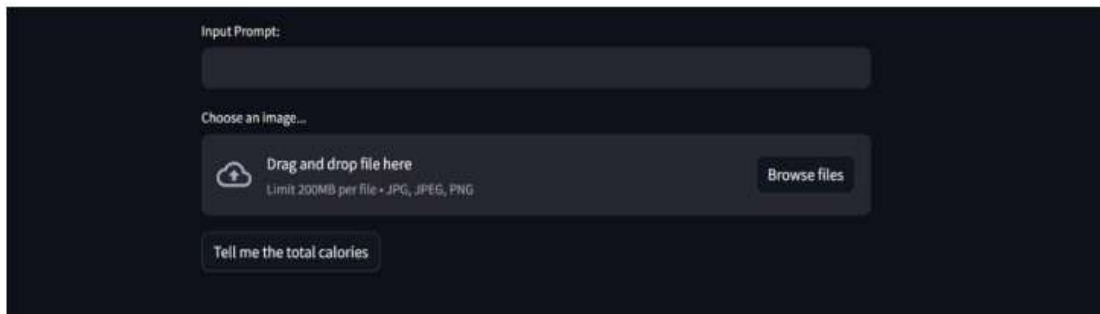 Input Prompt:
Choose an image...
Drag and drop file here
Limit 200MB per file • JPG, JPEG, PNG
Browse files
Tell me the total calories